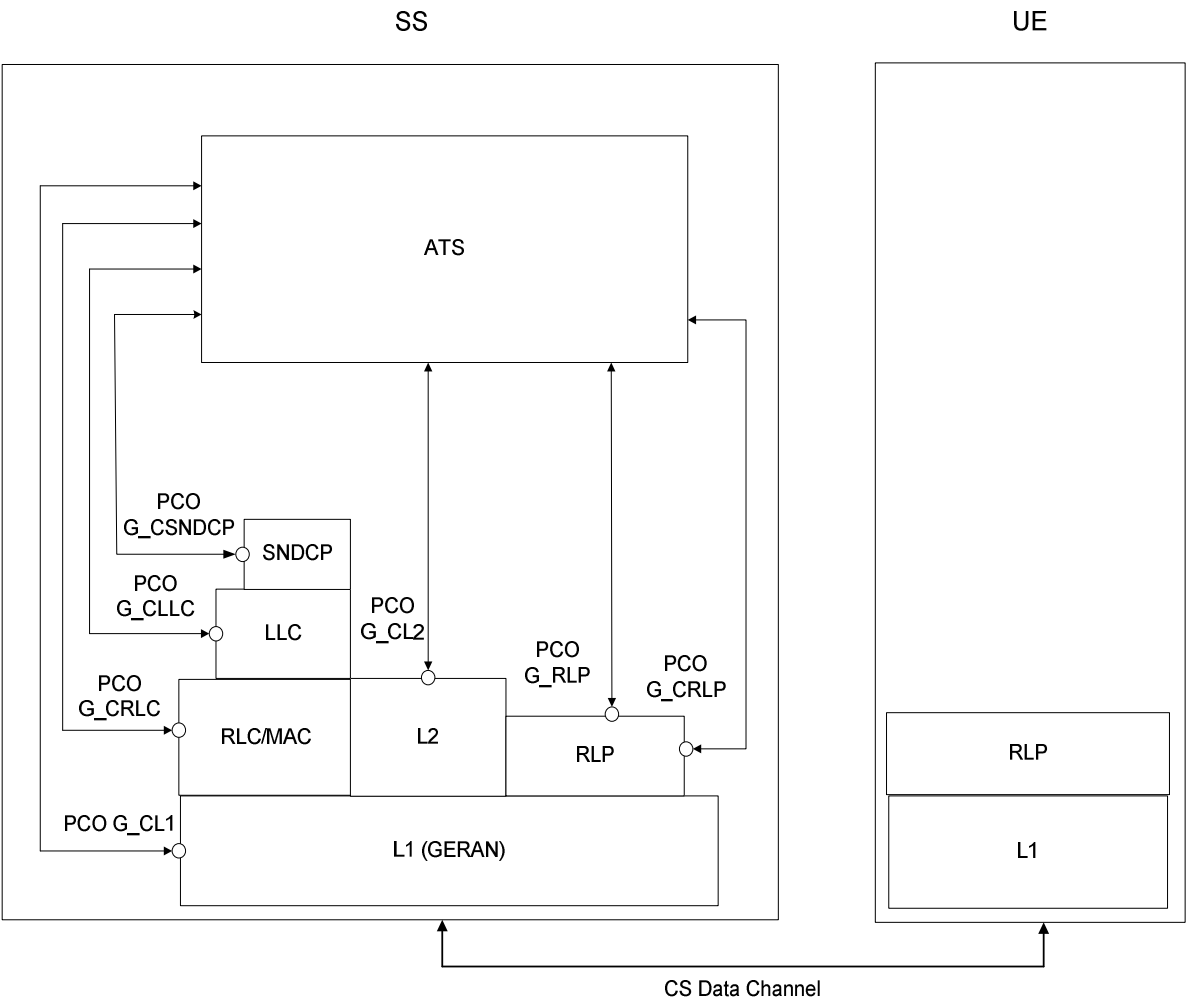 SS
UE
ATS
PCO
G_CSNDCP
SNDCP
PCO
G_CLLC
LLC
PCO
G_CL2
PCO
G_RLP
PCO
G_CRLP
PCO
G_CRLC
RLC/MAC
L2
RLP
RLP
PCO G_CL1
L1 (GERAN)
L1
CS Data Channel